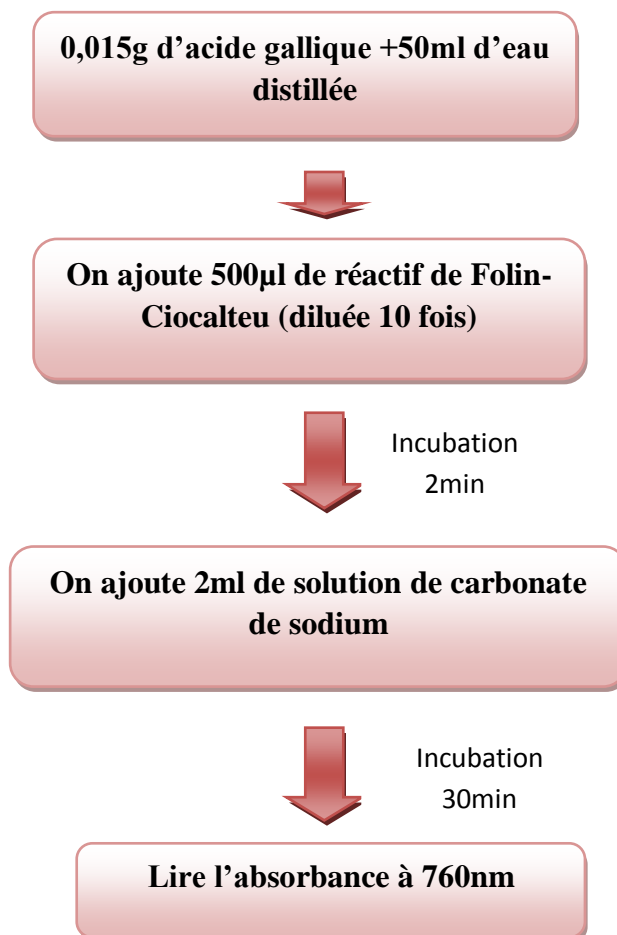 0,015g d’acide gallique +50ml d’eau
distillée
On ajoute 500µl de réactif de Folin-
Ciocalteu (diluée 10 fois)
Incubation
2min
On ajoute 2ml de solution de carbonate
de sodium
Incubation
30min
Lire l’absorbance à 760nm